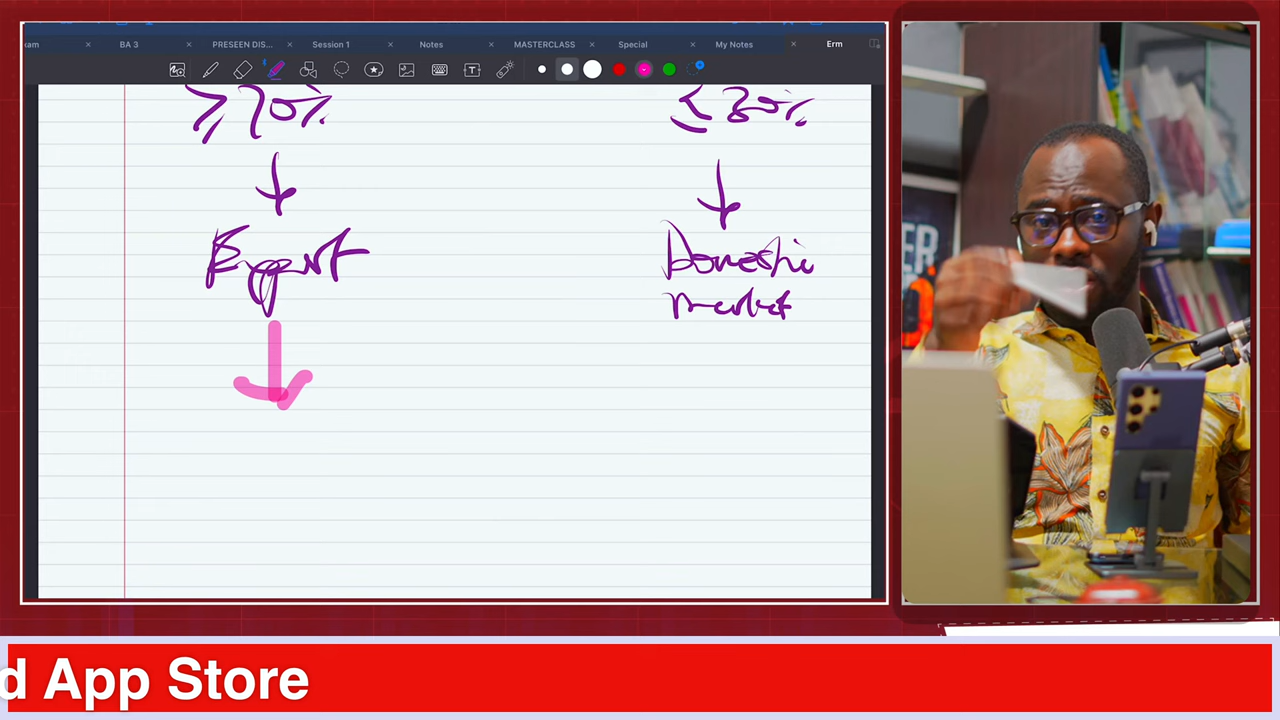 BA 3
PRESEEN DIS...
Session 1
Notes
MASTERCLASS
Special
My Notes
Erm
≥70%
≤30%
↓
↓
Export
Domestic
market
ER
d App Store